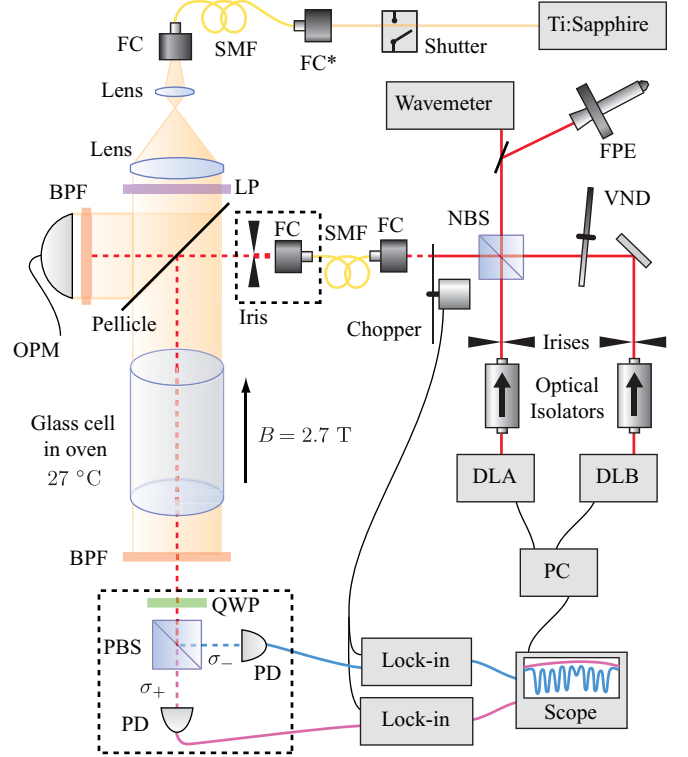 FC
SMF
FC*
Shutter
Ti:Sapphire
Lens
Wavemeter
FPE
Lens
BPF
LP
VND
FC
SMF
FC
NBS
Pellicle
Iris
Chopper
OPM
Irises
Glass cell
in oven
27 °C
B = 2.7 T
Optical
Isolators
DLA
DLB
BPF
PC
QWP
PBS
σ−
PD
σ+
PD
Lock-in
Lock-in
Scope